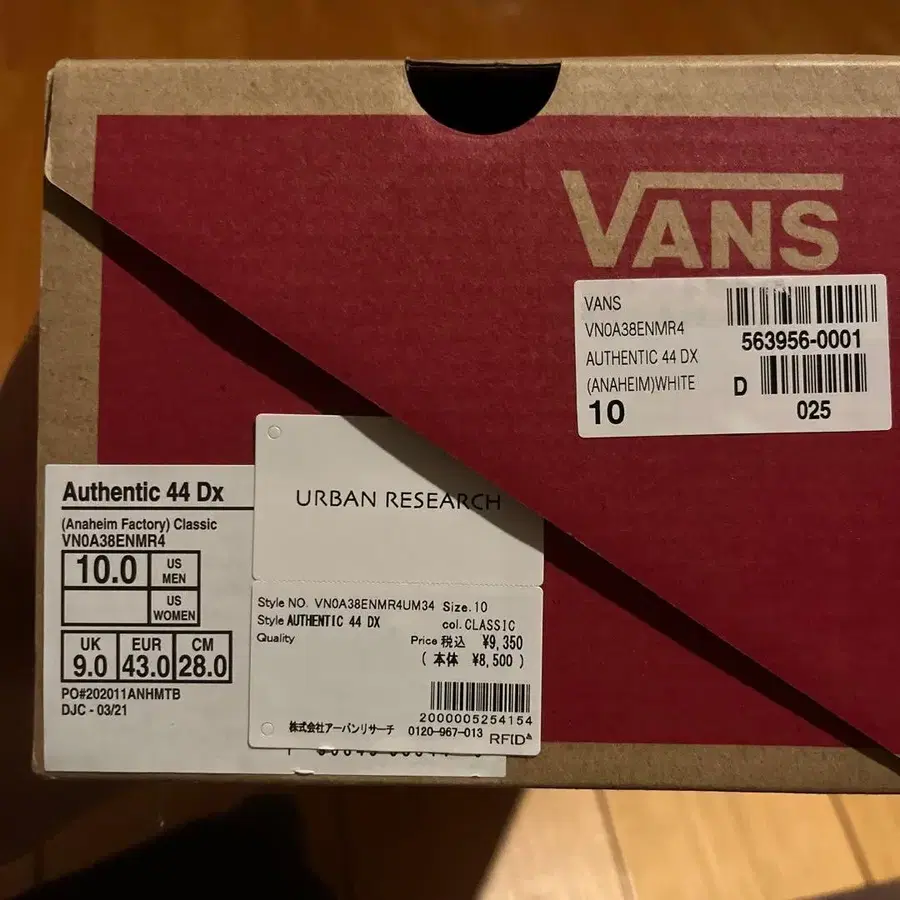 VANS
VANS
VN0A38ENMR4
AUTHENTIC 44 DX
(ANAHEIM)WHITE
10
563956-0001
D
025
Authentic 44 Dx
(Anaheim Factory) Classic
VN0A38ENMR4
10.0 US MEN
US WOMEN
UK EUR CM
9.0 43.0 28.0
PO#202011ANHMTB
DJC - 03/21
URBAN RESEARCH
Style NO. VN0A38ENMR4UM34 Size.10
Style AUTHENTIC 44 DX col.CLASSIC
Quality Price 税込 ¥9,350
( 本体 ¥8,500 )
2000005254154
株式会社アーバンリサーチ 0120-967-013 RFID